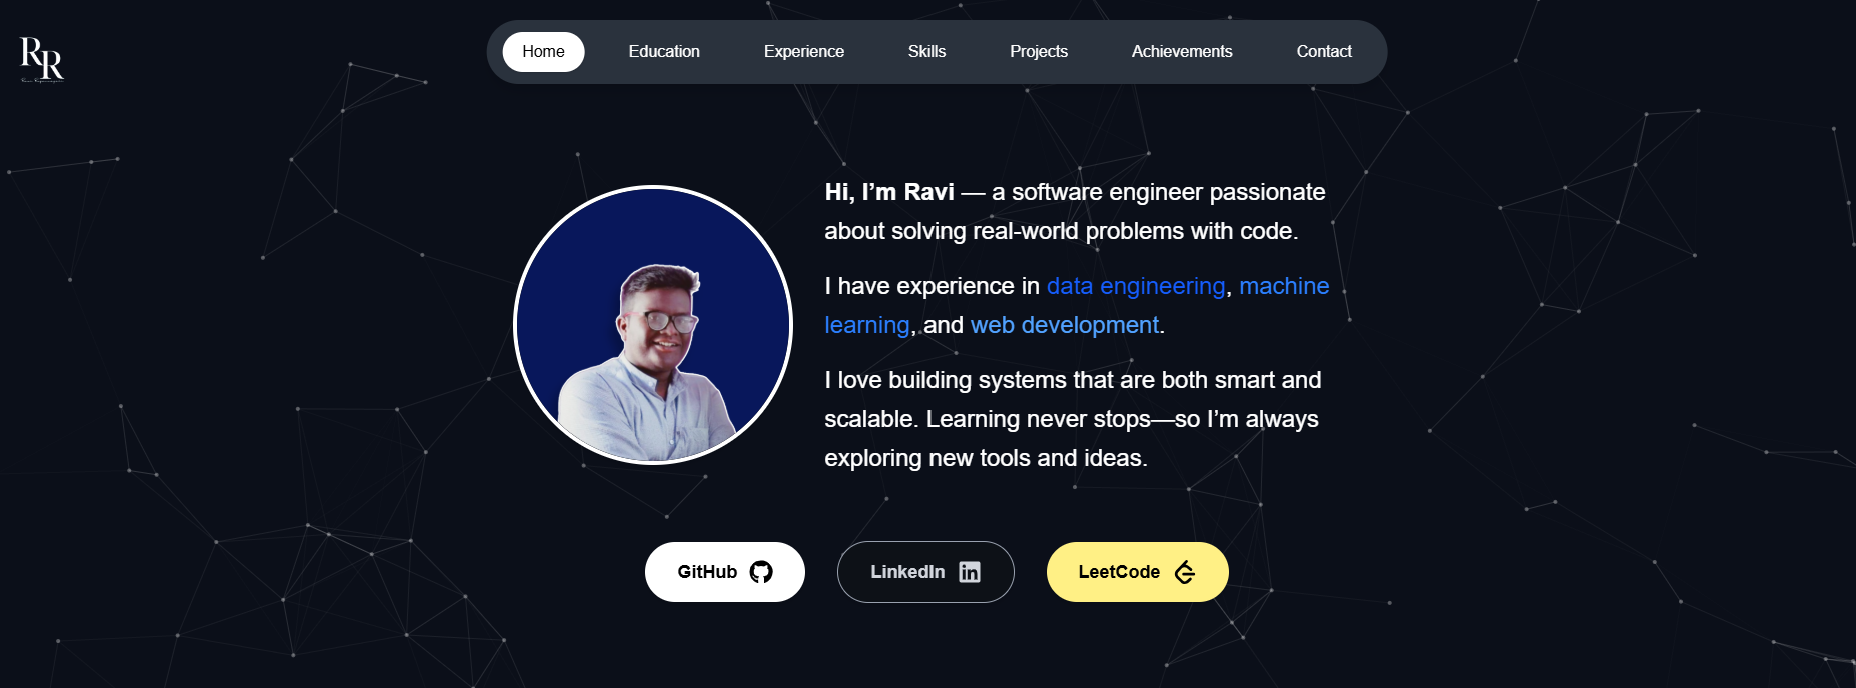 RR
Home Education Experience Skills Projects Achievements Contact
Hi, I’m Ravi — a software engineer passionate
about solving real-world problems with code.
I have experience in data engineering, machine
learning, and web development.
I love building systems that are both smart and
scalable. Learning never stops—so I’m always
exploring new tools and ideas.
GitHub LinkedIn LeetCode